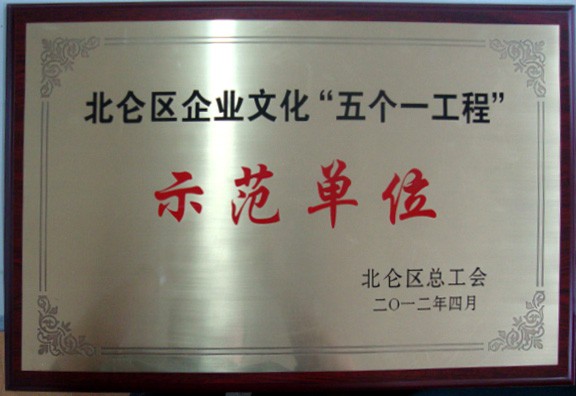 北仑区企业文化“五个一工程”
示范单位
北仑区总工会
二〇一二年四月